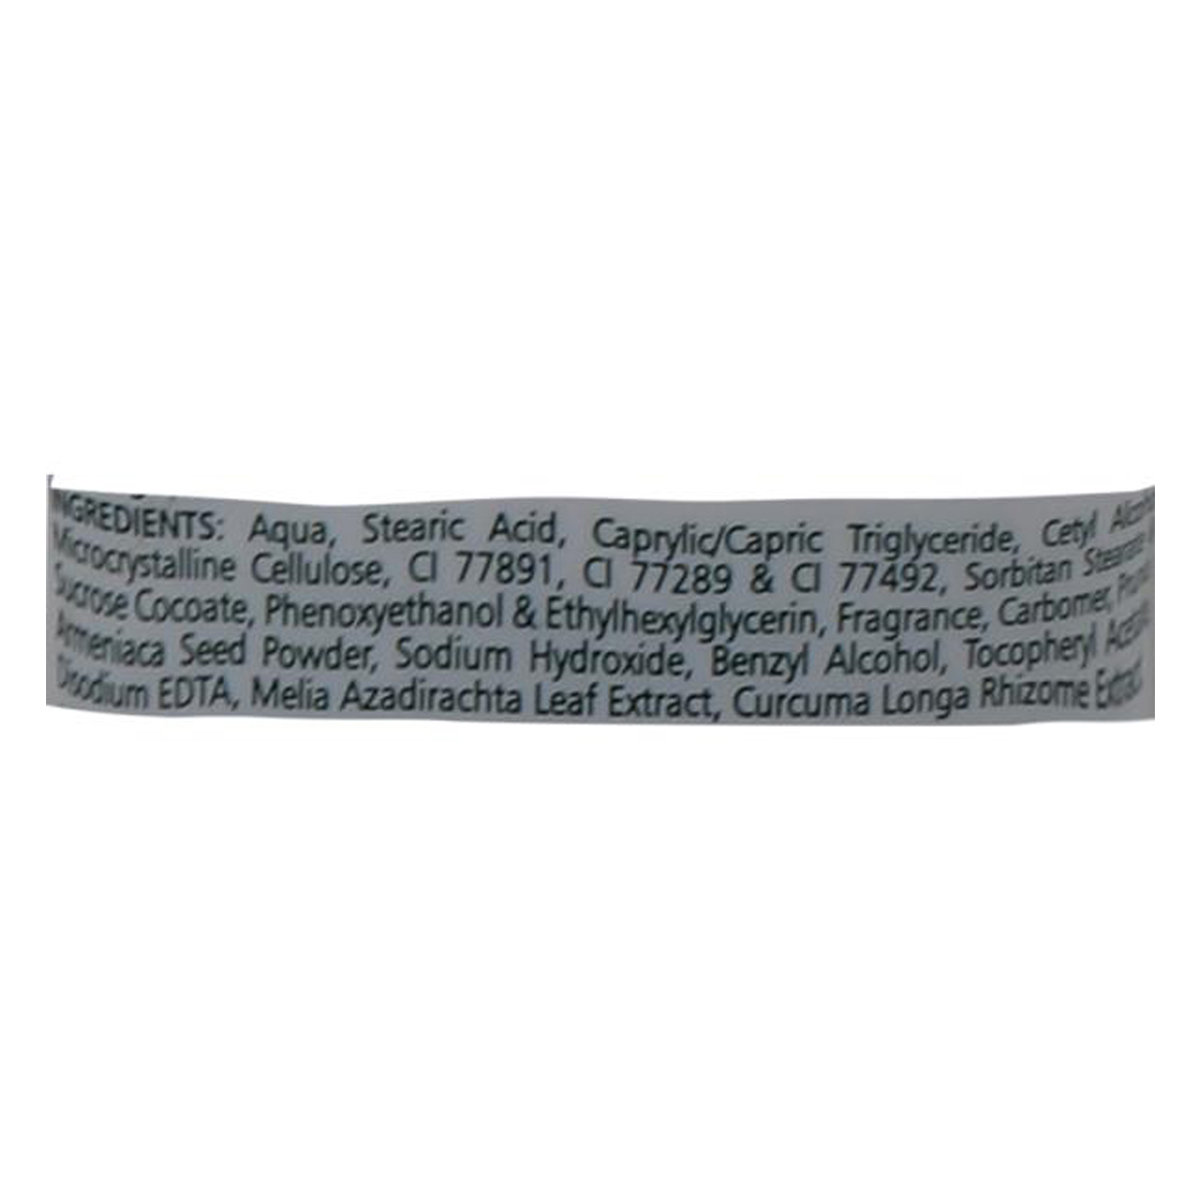 INGREDIENTS: Aqua, Stearic Acid, Caprylic/Capric Triglyceride, Cetyl
Microcrystalline Cellulose, CI 77891, CI 77289 & CI 77492, Sorbitan Stearate
Sucrose Cocoate, Phenoxyethanol & Ethylhexylglycerin, Fragrance, Carbomer,
Armeniaca Seed Powder, Sodium Hydroxide, Benzyl Alcohol, Tocopheryl
Disodium EDTA, Melia Azadirachta Leaf Extract, Curcuma Longa Rhizome Extract